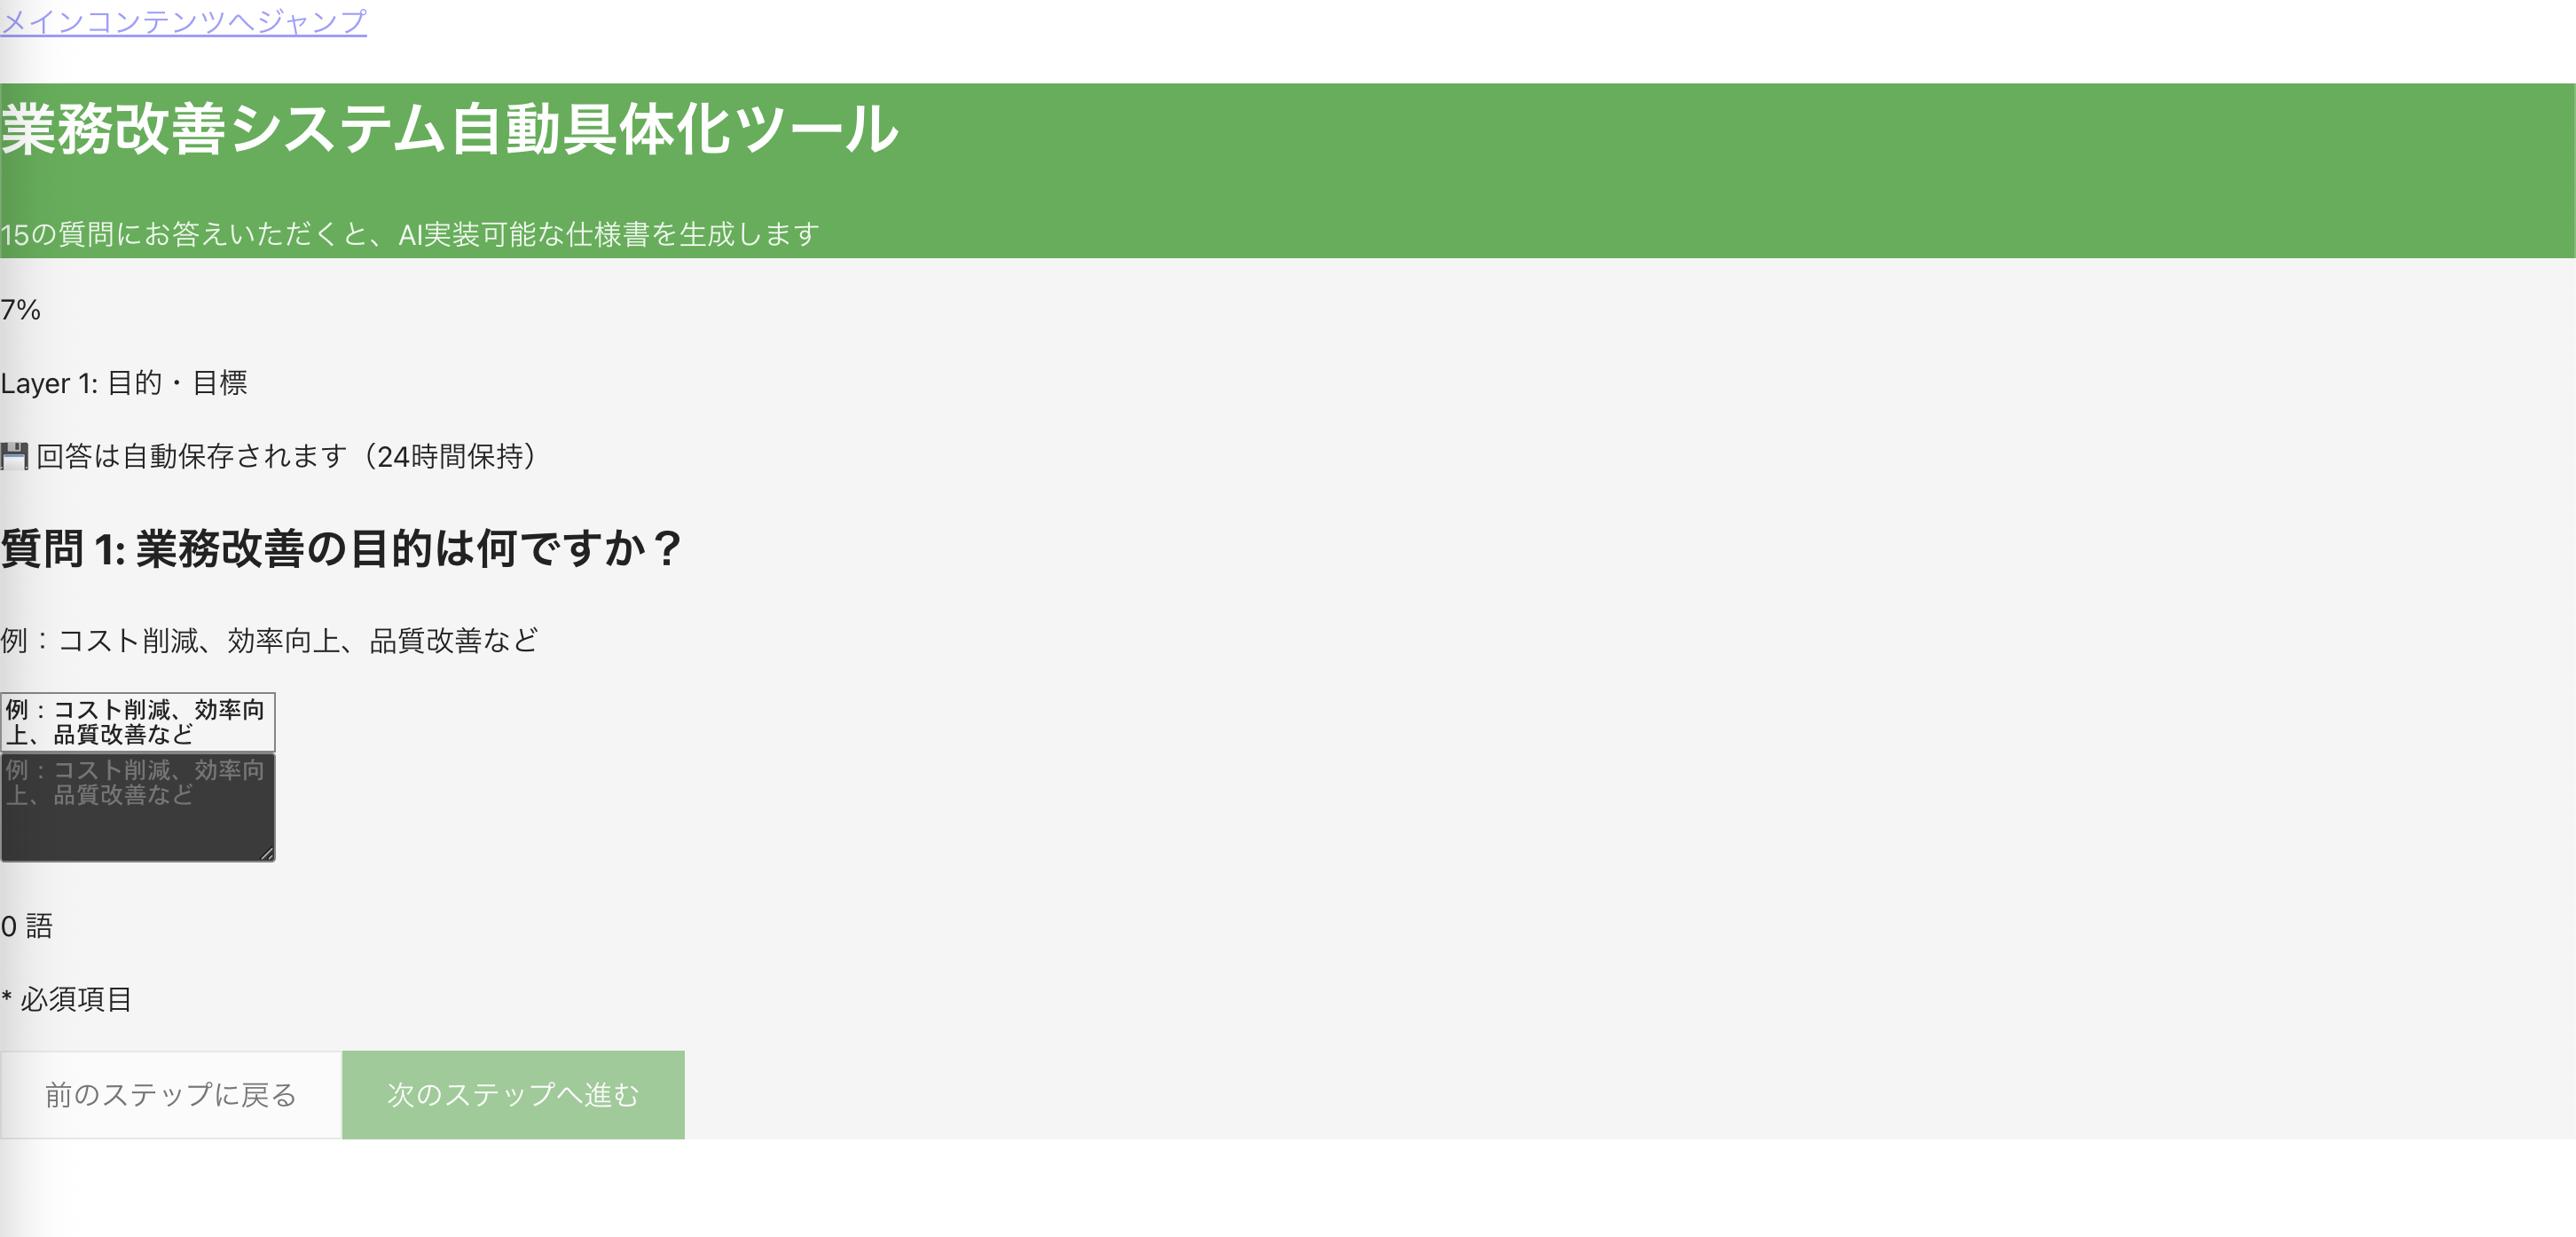 メインコンテンツへジャンプ
業務改善システム自動具体化ツール
15の質問にお答えいただくと、AI実装可能な仕様書を生成します
7%
Layer 1: 目的・目標
💾 回答は自動保存されます（24時間保持）
質問 1: 業務改善の目的は何ですか？
例：コスト削減、効率向上、品質改善など
例：コスト削減、効率向
上、品質改善など
例：コスト削減、効率向
上、品質改善など
0 語
* 必須項目
前のステップに戻る
次のステップへ進む